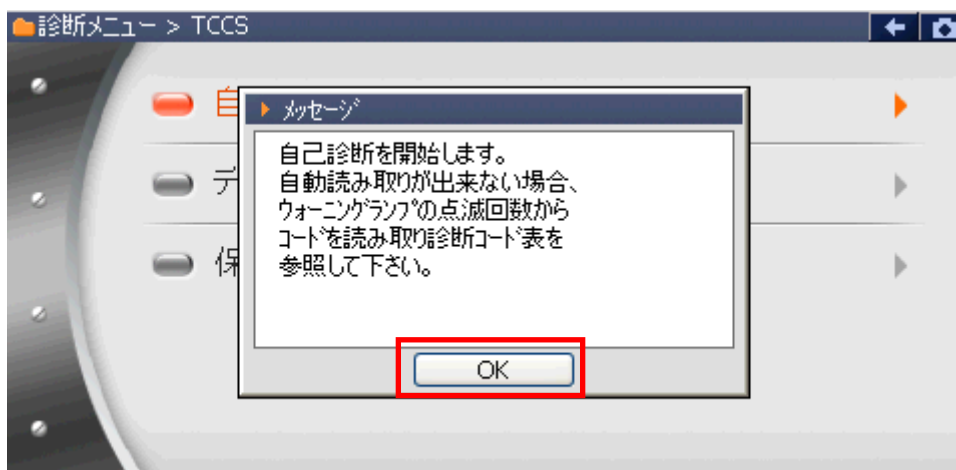 診断メニュー > TCCS
自
メッセージ
自己診断を開始します。
自動読み取りが出来ない場合、
デ
ウォーニングランプの点滅回数から
コードを読み取り診断コード表を
保
参照して下さい。
OK